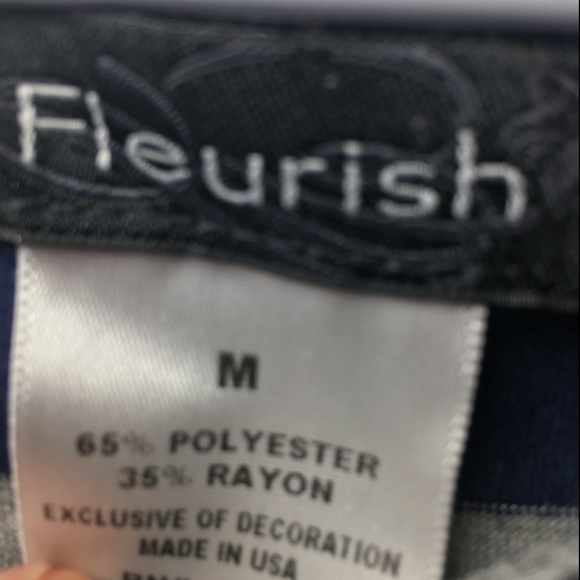 Fleurish
M
65% POLYESTER
35% RAYON
EXCLUSIVE OF DECORATION
MADE IN USA